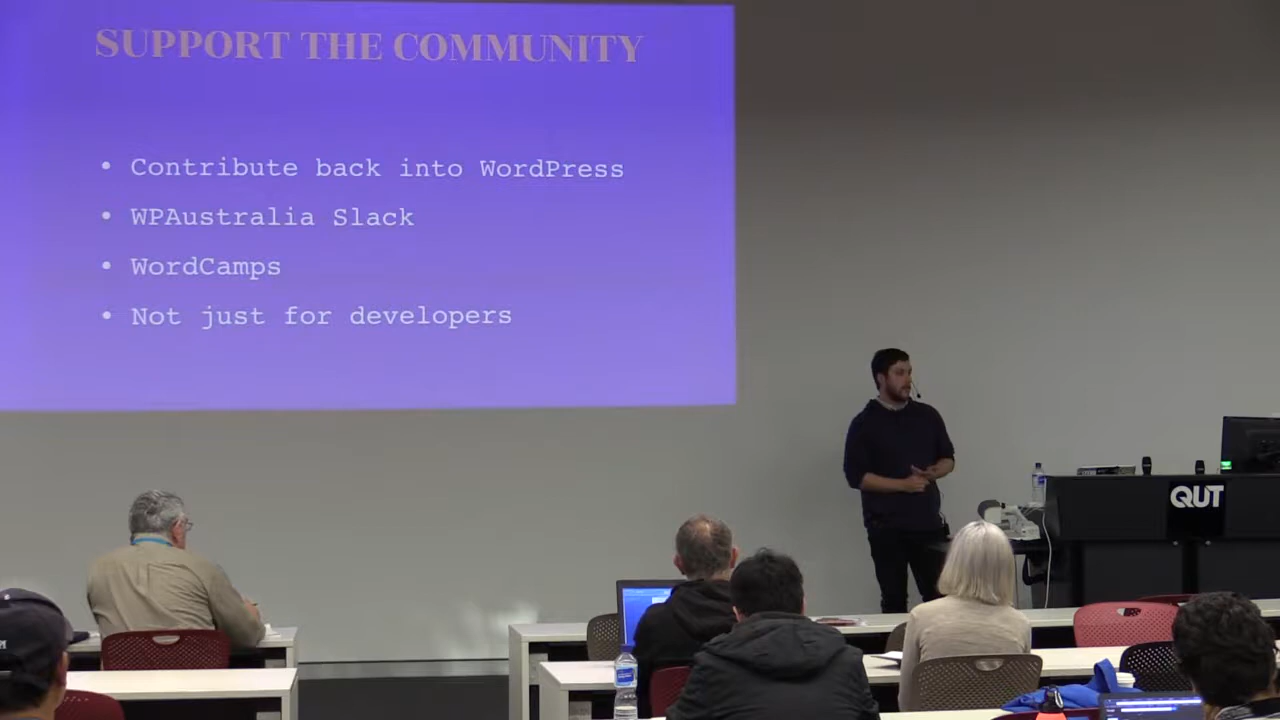 SUPPORT THE COMMUNITY
• Contribute back into WordPress
• WPAustralia Slack
• WordCamps
• Not just for developers
QUT